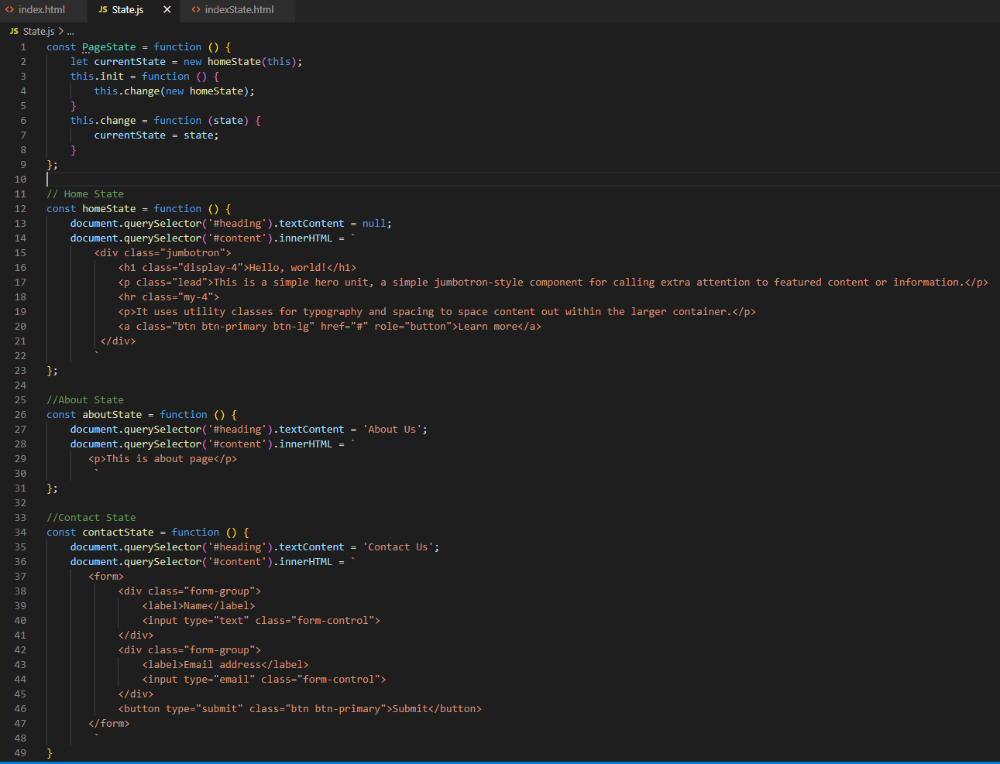 index.html
JS State.js
indexState.html
JS State.js > ...
1 const PageState = function () {
2     let currentState = new homeState(this);
3     this.init = function () {
4         this.change(new homeState);
5     }
6     this.change = function (state) {
7         currentState = state;
8     }
9 };
10
11 // Home State
12 const homeState = function () {
13     document.querySelector('#heading').textContent = null;
14     document.querySelector('#content').innerHTML = `
15         <div class="jumbotron">
16             <h1 class="display-4">Hello, world!</h1>
17             <p class="lead">This is a simple hero unit, a simple jumbotron-style component for calling extra attention to featured content or information.</p>
18             <hr class="my-4">
19             <p>It uses utility classes for typography and spacing to space content out within the larger container.</p>
20             <a class="btn btn-primary btn-lg" href="#" role="button">Learn more</a>
21          </div>
22         `
23 };
24
25 //About State
26 const aboutState = function () {
27     document.querySelector('#heading').textContent = 'About Us';
28     document.querySelector('#content').innerHTML = `
29        <p>This is about page</p>
30         `
31 };
32
33 //Contact State
34 const contactState = function () {
35     document.querySelector('#heading').textContent = 'Contact Us';
36     document.querySelector('#content').innerHTML = `
37        <form>
38             <div class="form-group">
39                 <label>Name</label>
40                 <input type="text" class="form-control">
41             </div>
42             <div class="form-group">
43                 <label>Email address</label>
44                 <input type="email" class="form-control">
45             </div>
46             <button type="submit" class="btn btn-primary">Submit</button>
47        </form>
48         `
49 }